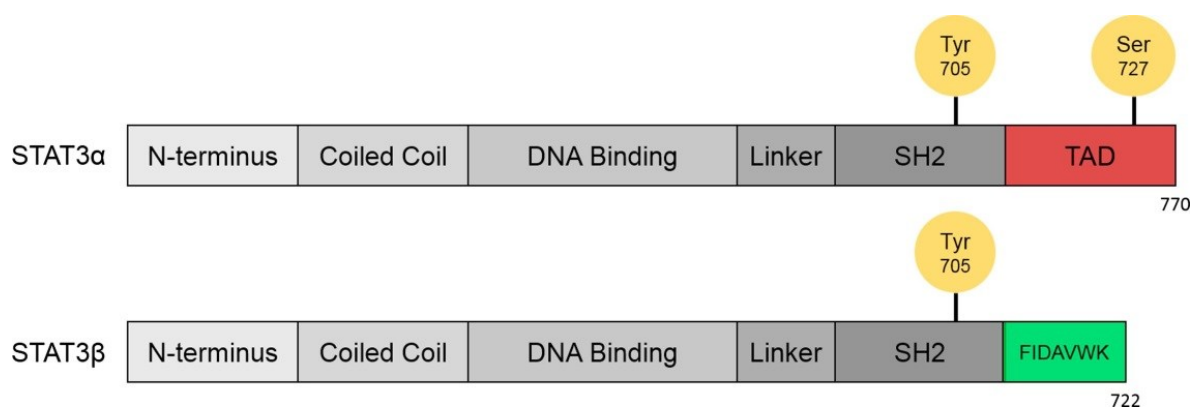 Tyr
705
Ser
727
STAT3α
N-terminus
Coiled Coil
DNA Binding
Linker
SH2
TAD
770
Tyr
705
STAT3β
N-terminus
Coiled Coil
DNA Binding
Linker
SH2
FIDAVWK
722